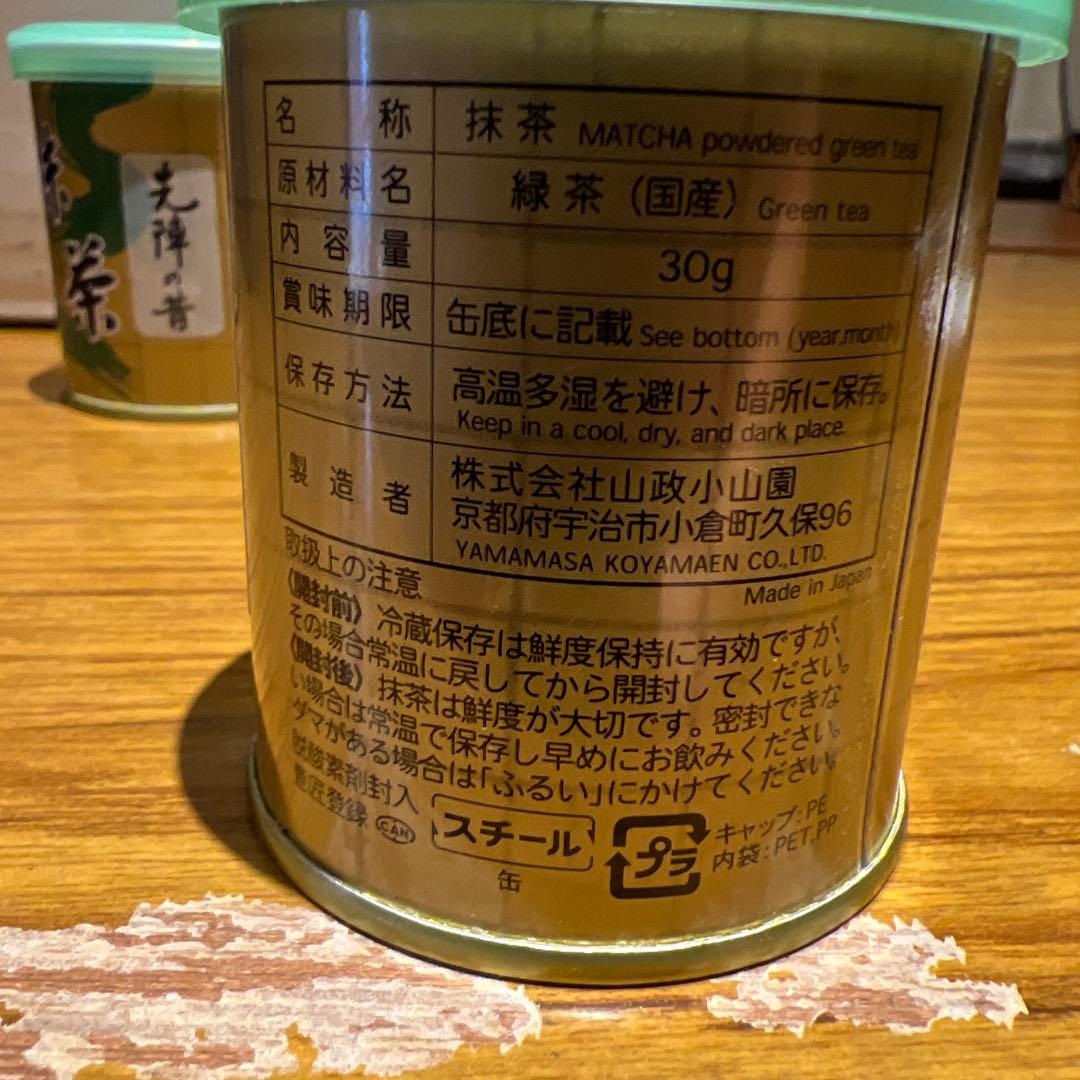 名称 抹茶 MATCHA powdered green tea
原材料名 緑茶（国産） Green tea
内容量 30g
賞味期限 缶底に記載 See bottom (year,month)
保存方法 高温多湿を避け、暗所に保存。
Keep in a cool, dry, and dark place.
製造者 株式会社山政小山園
京都府宇治市小倉町久保96
YAMAMASA KOYAMAEN CO.,LTD.
Made in Japan
取扱上の注意
〈開封前〉冷蔵保存は鮮度保持に有効ですが、
その場合常温に戻してから開封してください。
〈開封後〉抹茶は鮮度が大切です。密封できな
い場合は常温で保存し早めにお飲みください。
ダマがある場合は「ふるい」にかけてください。
脱酸素剤封入
意匠登録 CAN
スチール
缶
プラ
キャップ：PE
内袋：PET,PP
茶
先陣の昔